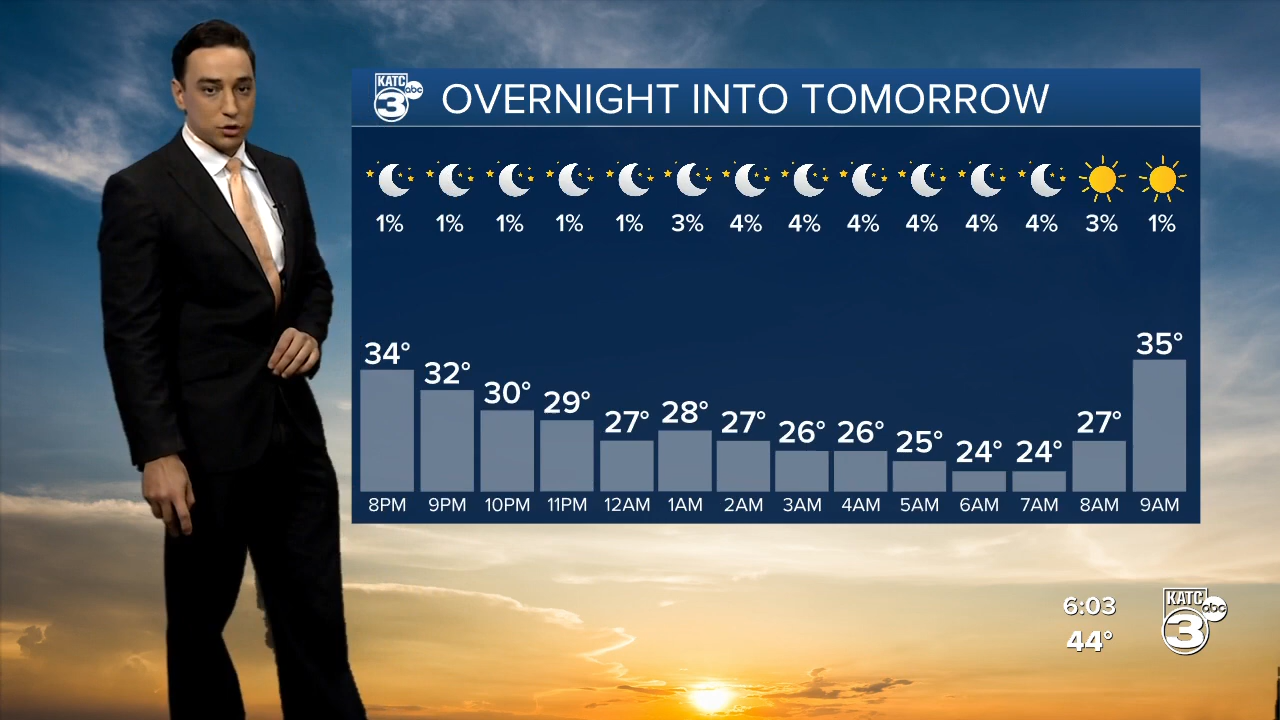 KATC
abc
3
OVERNIGHT INTO TOMORROW
1% 1% 1% 1% 1% 3% 4% 4% 4% 4% 4% 4% 3% 1%
34° 32° 30° 29° 27° 28° 27° 26° 26° 25° 24° 24° 27° 35°
8PM 9PM 10PM 11PM 12AM 1AM 2AM 3AM 4AM 5AM 6AM 7AM 8AM 9AM
6:03
44°
KATC
abc
3